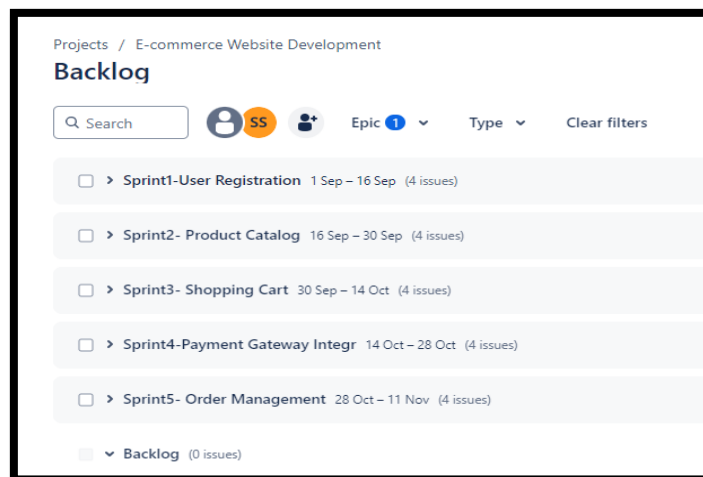 Projects / E-commerce Website Development
Backlog
Search SS Epic 1 Type Clear filters
Sprint1-User Registration 1 Sep – 16 Sep (4 issues)
Sprint2- Product Catalog 16 Sep – 30 Sep (4 issues)
Sprint3- Shopping Cart 30 Sep – 14 Oct (4 issues)
Sprint4-Payment Gateway Integr 14 Oct – 28 Oct (4 issues)
Sprint5- Order Management 28 Oct – 11 Nov (4 issues)
Backlog (0 issues)